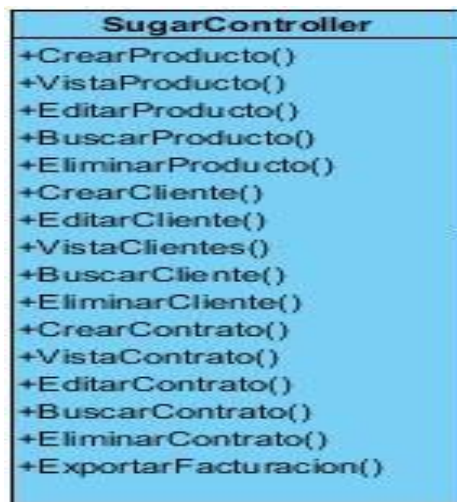 SugarController
+CrearProducto()
+VistaProducto()
+EditarProducto()
+BuscarProducto()
+EliminarProducto()
+CrearCliente()
+EditarCliente()
+VistaClientes()
+BuscarCliente()
+EliminarCliente()
+CrearContrato()
+VistaContrato()
+EditarContrato()
+BuscarContrato()
+EliminarContrato()
+ExportarFacturacion()